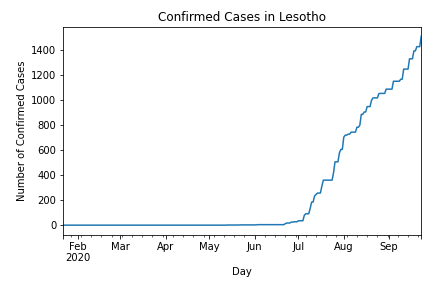 Confirmed Cases in Lesotho
Number of Confirmed Cases
1400
1200
1000
800
600
400
200
0
Feb Mar Apr May Jun Jul Aug Sep
2020
Day